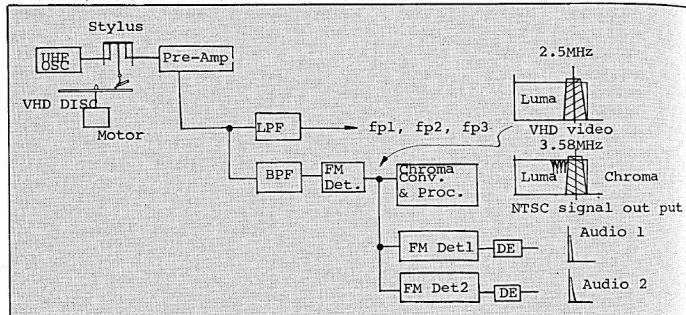 Stylus
UHF
OSC
Pre-Amp
VHD DISC
Motor
LPF
fp1, fp2, fp3
BPF
FM
Det.
Chroma
Conv.
& Proc.
2.5MHz
Luma
VHD video
3.58MHz
Luma
Chroma
NTSC signal out put
FM Det1
DE
Audio 1
FM Det2
DE
Audio 2